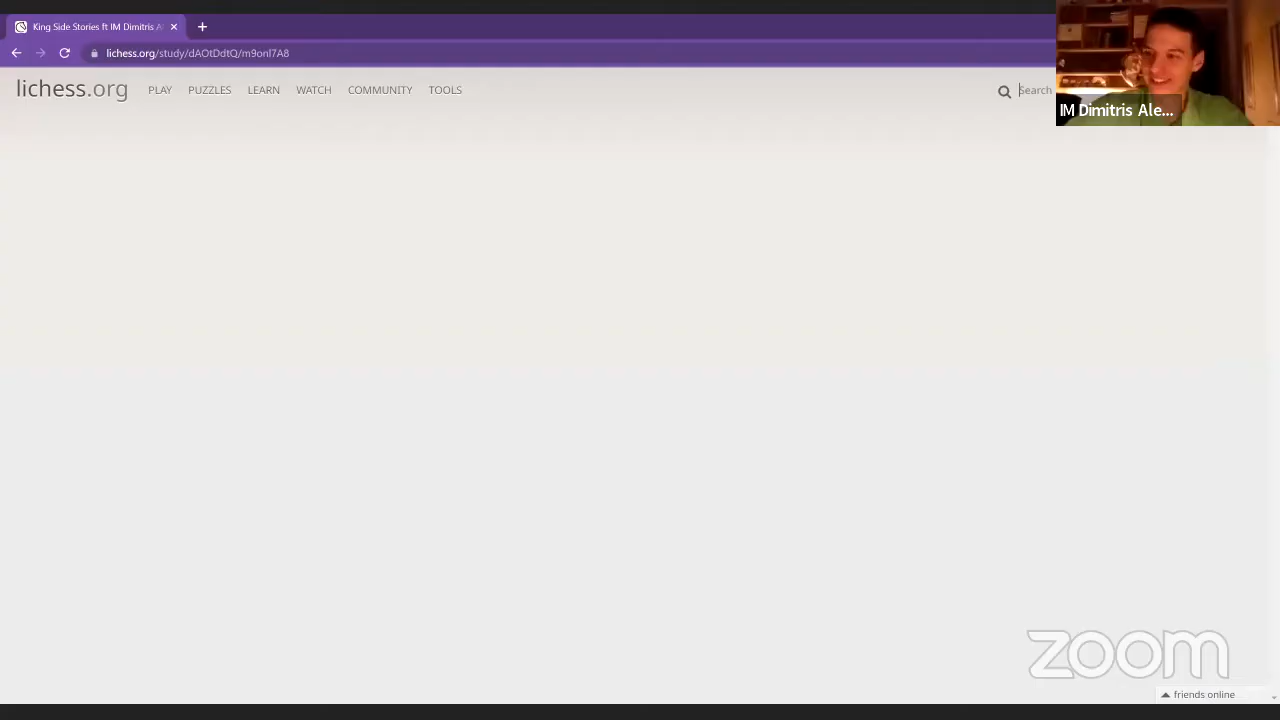 King Side Stories ft IM Dimitris A
lichess.org/study/dAOtDdtQ/m9onl7A8
lichess.org PLAY PUZZLES LEARN WATCH COMMUNITY TOOLS Search
IM Dimitris Ale...
zoom
friends online